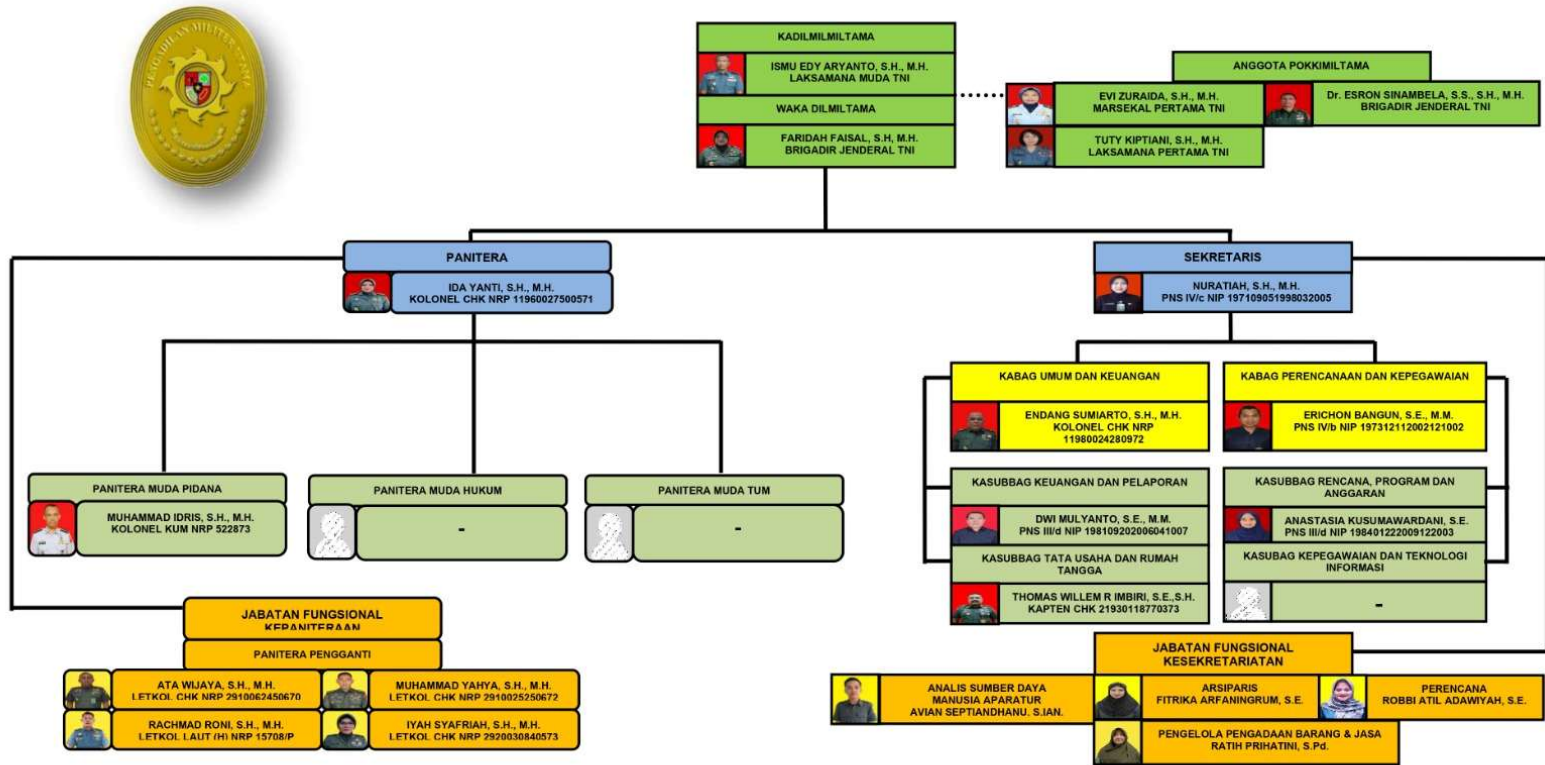 PENGADILAN MILITER UTAMA
KADILMILMILTAMA
ISMU EDY ARYANTO, S.H., M.H.
LAKSAMANA MUDA TNI
WAKA DILMILTAMA
FARIDAH FAISAL, S.H, M.H.
BRIGADIR JENDERAL TNI
ANGGOTA POKKIMILTAMA
EVI ZURAIDA, S.H., M.H.
MARSEKAL PERTAMA TNI
Dr. ESRON SINAMBELA, S.S., S.H., M.H.
BRIGADIR JENDERAL TNI
TUTY KIPTIANI, S.H., M.H.
LAKSAMANA PERTAMA TNI
PANITERA
IDA YANTI, S.H., M.H.
KOLONEL CHK NRP 11960027500571
SEKRETARIS
NURATIAH, S.H., M.H.
PNS IV/c NIP 197109051998032005
PANITERA MUDA PIDANA
MUHAMMAD IDRIS, S.H., M.H.
KOLONEL KUM NRP 522873
PANITERA MUDA HUKUM
-
PANITERA MUDA TUM
-
KABAG UMUM DAN KEUANGAN
ENDANG SUMIARTO, S.H., M.H.
KOLONEL CHK NRP
11980024280972
KABAG PERENCANAAN DAN KEPEGAWAIAN
ERICHON BANGUN, S.E., M.M.
PNS IV/b NIP 197312112002121002
KASUBBAG KEUANGAN DAN PELAPORAN
DWI MULYANTO, S.E., M.M.
PNS III/d NIP 198109202006041007
KASUBBAG TATA USAHA DAN RUMAH
TANGGA
THOMAS WILLEM R IMBIRI, S.E.,S.H.
KAPTEN CHK 21930118770373
KASUBBAG RENCANA, PROGRAM DAN
ANGGARAN
ANASTASIA KUSUMAWARDANI, S.E.
PNS III/d NIP 198401222009122003
KASUBAG KEPEGAWAIAN DAN TEKNOLOGI
INFORMASI
-
JABATAN FUNGSIONAL
KEPANITERAAN
PANITERA PENGGANTI
ATA WIJAYA, S.H., M.H.
LETKOL CHK NRP 2910062450670
MUHAMMAD YAHYA, S.H., M.H.
LETKOL CHK NRP 2910025250672
RACHMAD RONI, S.H., M.H.
LETKOL LAUT (H) NRP 15708/P
IYAH SYAFRIAH, S.H., M.H.
LETKOL CHK NRP 2920030840573
JABATAN FUNGSIONAL
KESEKRETARIATAN
ANALIS SUMBER DAYA
MANUSIA APARATUR
AVIAN SEPTIANDHANU. S.IAN.
ARSIPARIS
FITRIKA ARFANINGRUM, S.E.
PERENCANA
ROBBI ATIL ADAWIYAH, S.E.
PENGELOLA PENGADAAN BARANG & JASA
RATIH PRIHATINI, S.Pd.